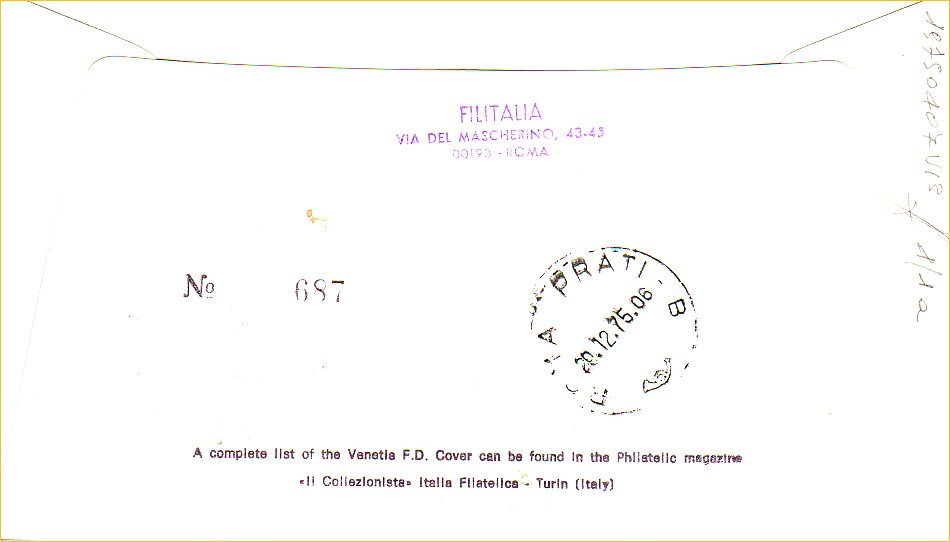 FILITALIA
VIA DEL MASCHERINO, 43-45
00193 - ROMA
№ 687
ROMA PRATI - B
20.12.75.06
A complete list of the Venetia F.D. Cover can be found in the Philatelic magazine
«Il Collezionista» Italia Filatelica - Turin (Italy)